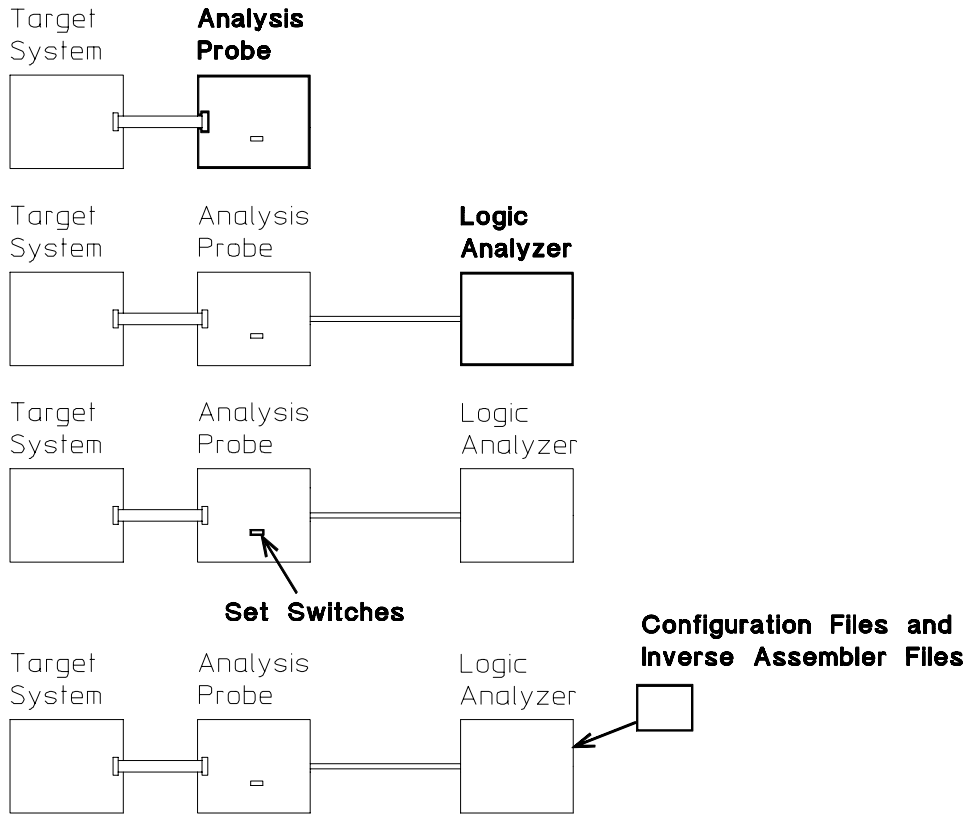 Target
System
Analysis
Probe
Target
System
Analysis
Probe
Logic
Analyzer
Target
System
Analysis
Probe
Logic
Analyzer
Set Switches
Configuration Files and
Inverse Assembler Files
Target
System
Analysis
Probe
Logic
Analyzer